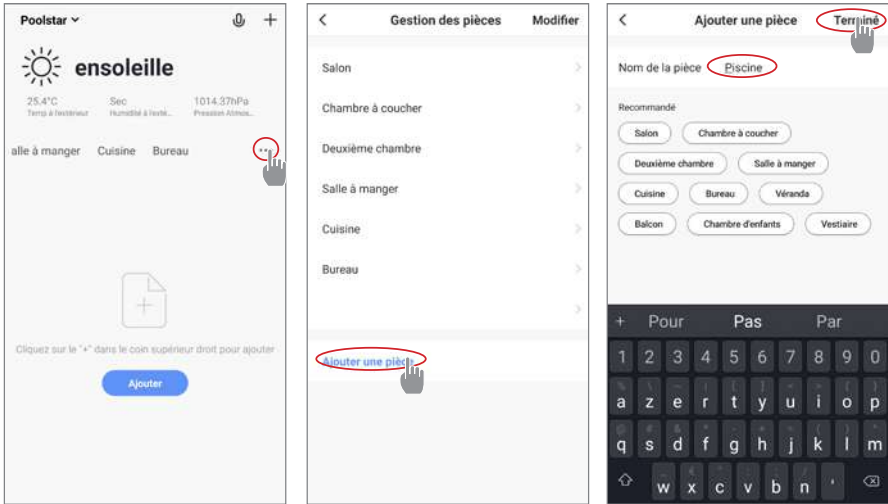 Poolstar
ensoleille
25.4°C Sec 1014.37hPa
Temp à l'extérieur Humidité à l'exté... Pression Atmos...
alle à manger Cuisine Bureau ...
Cliquez sur le "+" dans le coin supérieur droit pour ajouter
Ajouter
Gestion des pièces Modifier
Salon
Chambre à coucher
Deuxième chambre
Salle à manger
Cuisine
Bureau
Ajouter une pièce
Ajouter une pièce Terminé
Nom de la pièce Piscine
Recommandé
Salon Chambre à coucher
Deuxième chambre Salle à manger
Cuisine Bureau Véranda
Balcon Chambre d'enfants Vestiaire
+ Pour Pas Par
1 2 3 4 5 6 7 8 9 0
a z e r t y u i o p
q s d f g h j k l m
w x c v b n '